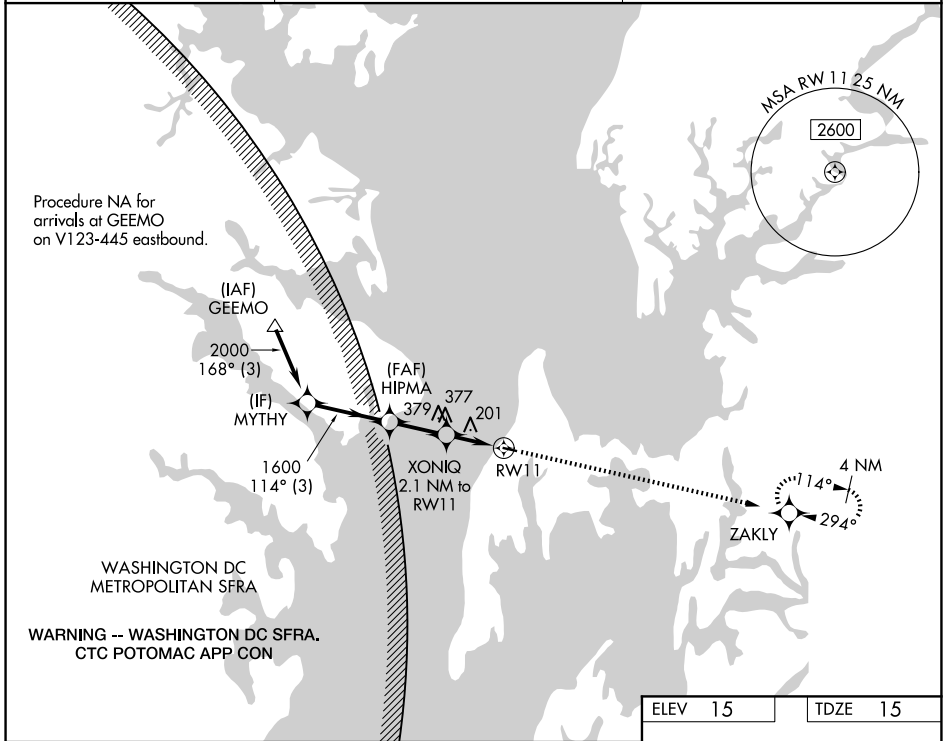 MSA RW 11 25 NM
2600
Procedure NA for
arrivals at GEEMO
on V123-445 eastbound.
(IAF)
GEEMO
2000
168° (3)
(IF)
MYTHY
(FAF)
HIPMA
379
377
201
1600
114° (3)
XONIQ
2.1 NM to
RW11
RW11
4 NM
114°
294°
ZAKLY
WASHINGTON DC
METROPOLITAN SFRA
WARNING -- WASHINGTON DC SFRA.
CTC POTOMAC APP CON
ELEV 15
TDZE 15